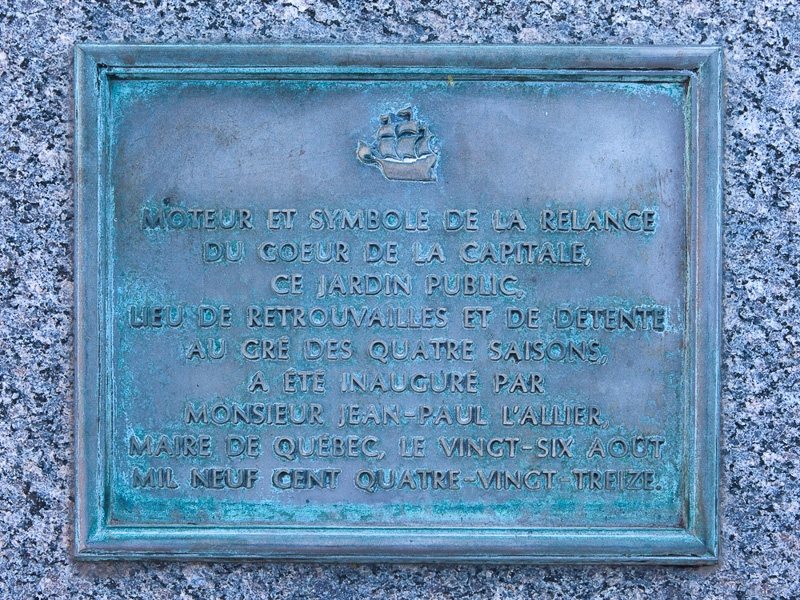 MOTEUR ET SYMBOLE DE LA RELANCE
DU COEUR DE LA CAPITALE,
CE JARDIN PUBLIC,
LIEU DE RETROUVAILLES ET DE DÉTENTE
AU GRÉ DES QUATRE SAISONS,
A ÉTÉ INAUGURÉ PAR
MONSIEUR JEAN-PAUL L'ALLIER,
MAIRE DE QUÉBEC, LE VINGT-SIX AOÛT
MIL NEUF CENT QUATRE-VINGT-TREIZE.